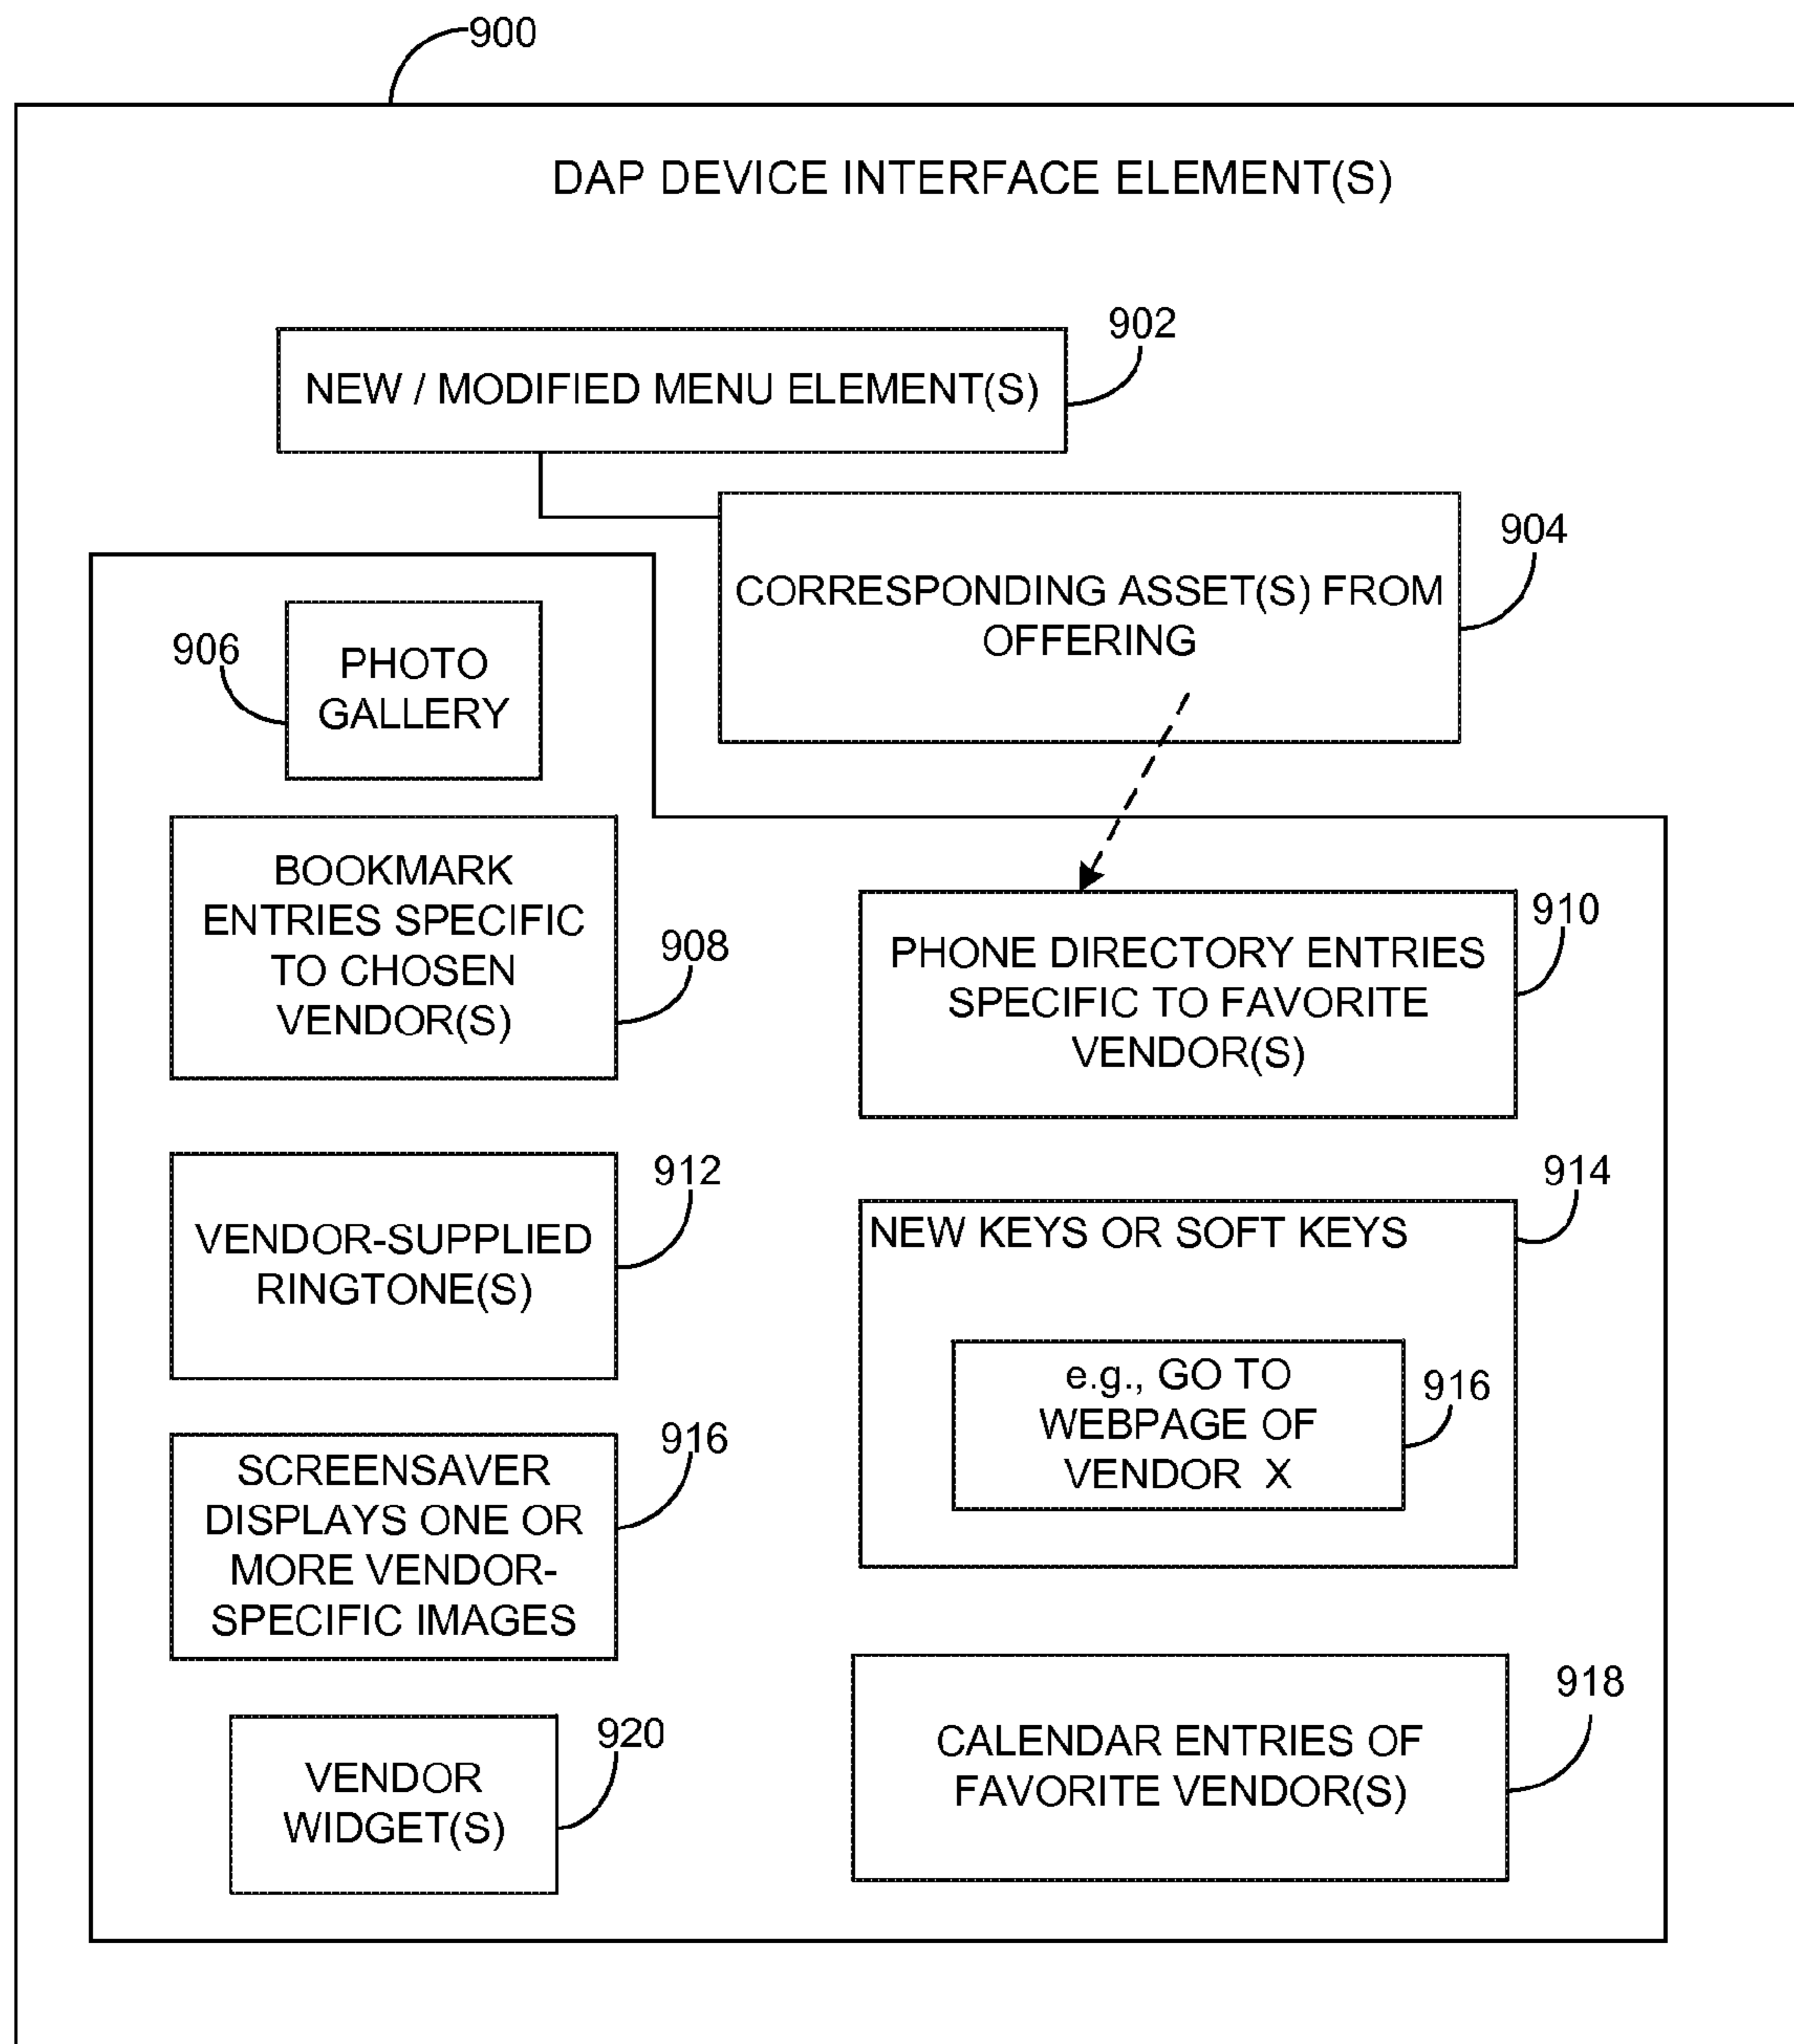 900
DAP DEVICE INTERFACE ELEMENT(S)
902
NEW / MODIFIED MENU ELEMENT(S)
904
CORRESPONDING ASSET(S) FROM
OFFERING
906
PHOTO
GALLERY
BOOKMARK
ENTRIES SPECIFIC
TO CHOSEN
VENDOR(S)
908
910
PHONE DIRECTORY ENTRIES
SPECIFIC TO FAVORITE
VENDOR(S)
912
VENDOR-SUPPLIED
RINGTONE(S)
914
NEW KEYS OR SOFT KEYS
e.g., GO TO
WEBPAGE OF
VENDOR X
916
916
SCREENSAVER
DISPLAYS ONE OR
MORE VENDOR-
SPECIFIC IMAGES
918
CALENDAR ENTRIES OF
FAVORITE VENDOR(S)
920
VENDOR
WIDGET(S)